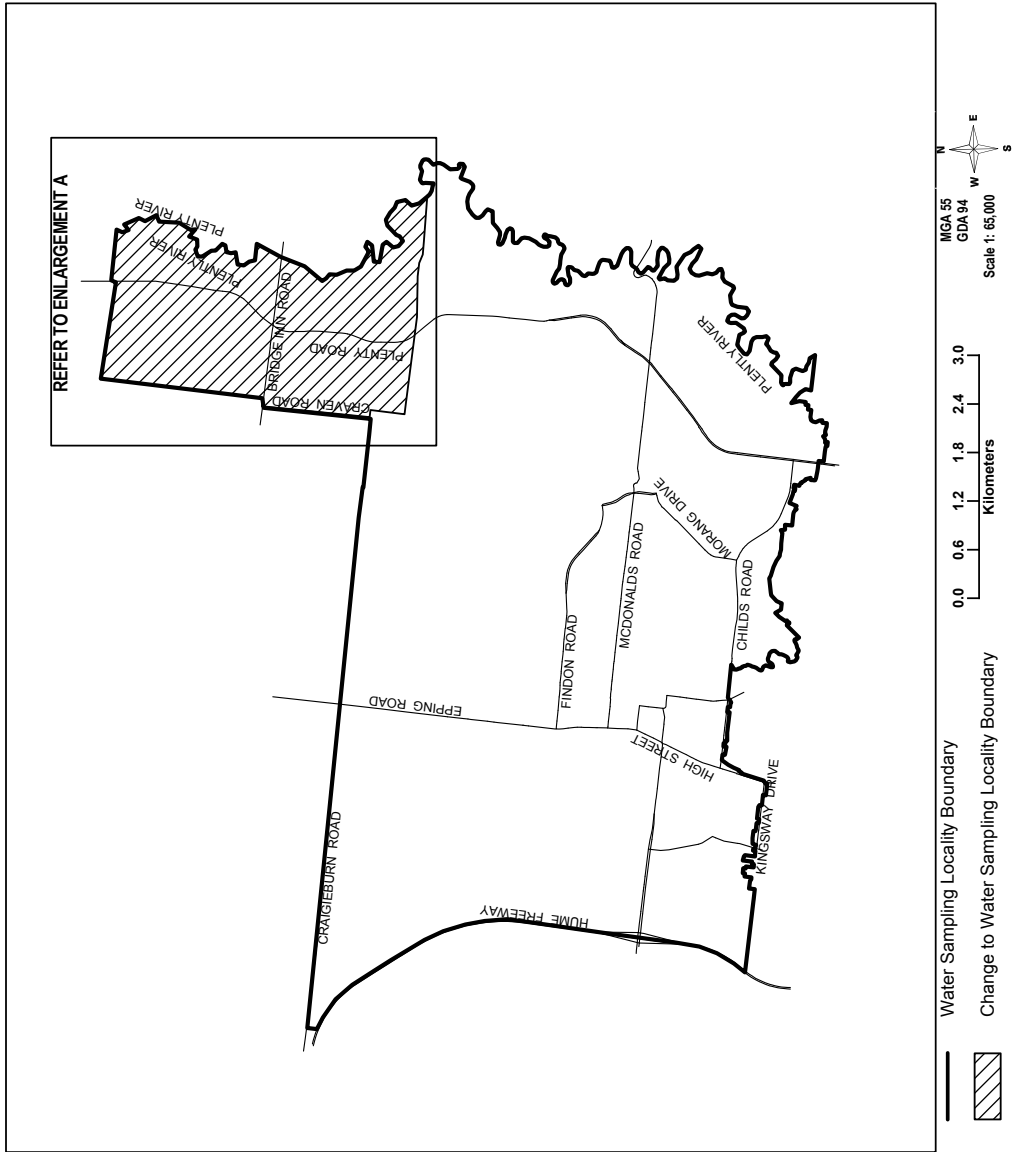 REFER TO ENLARGEMENT A
PLENTY RIVER
PLENTLY RIVER
BRIDGE INN ROAD
PLENTY ROAD
CRAVEN ROAD
PLENTLY RIVER
MORANG DRIVE
MCDONALDS ROAD
FINDON ROAD
CHILDS ROAD
EPPING ROAD
HIGH STREET
KINGSWAY DRIVE
CRAIGIEBURN ROAD
HUME FREEWAY
Water Sampling Locality Boundary
Change to Water Sampling Locality Boundary
0.0 0.6 1.2 1.8 2.4 3.0
Kilometers
MGA 55
GDA 94
Scale 1: 65,000
N
E
S
W